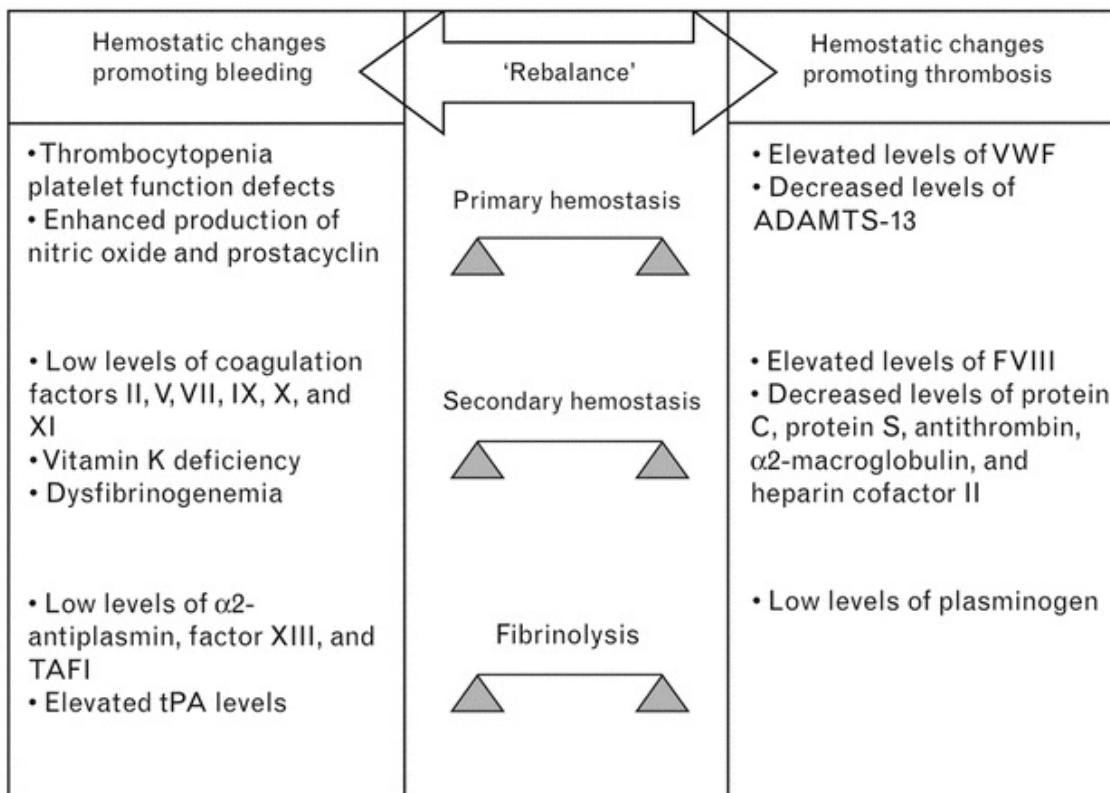 Hemostatic changes
promoting bleeding
'Rebalance'
Hemostatic changes
promoting thrombosis
• Thrombocytopenia
platelet function defects
• Enhanced production of
nitric oxide and prostacyclin
Primary hemostasis
• Elevated levels of VWF
• Decreased levels of
ADAMTS-13
• Low levels of coagulation
factors II, V, VII, IX, X, and
XI
• Vitamin K deficiency
• Dysfibrinogenemia
Secondary hemostasis
• Elevated levels of FVIII
• Decreased levels of protein
C, protein S, antithrombin,
α2-macroglobulin, and
heparin cofactor II
• Low levels of α2-
antiplasmin, factor XIII, and
TAFI
• Elevated tPA levels
Fibrinolysis
• Low levels of plasminogen